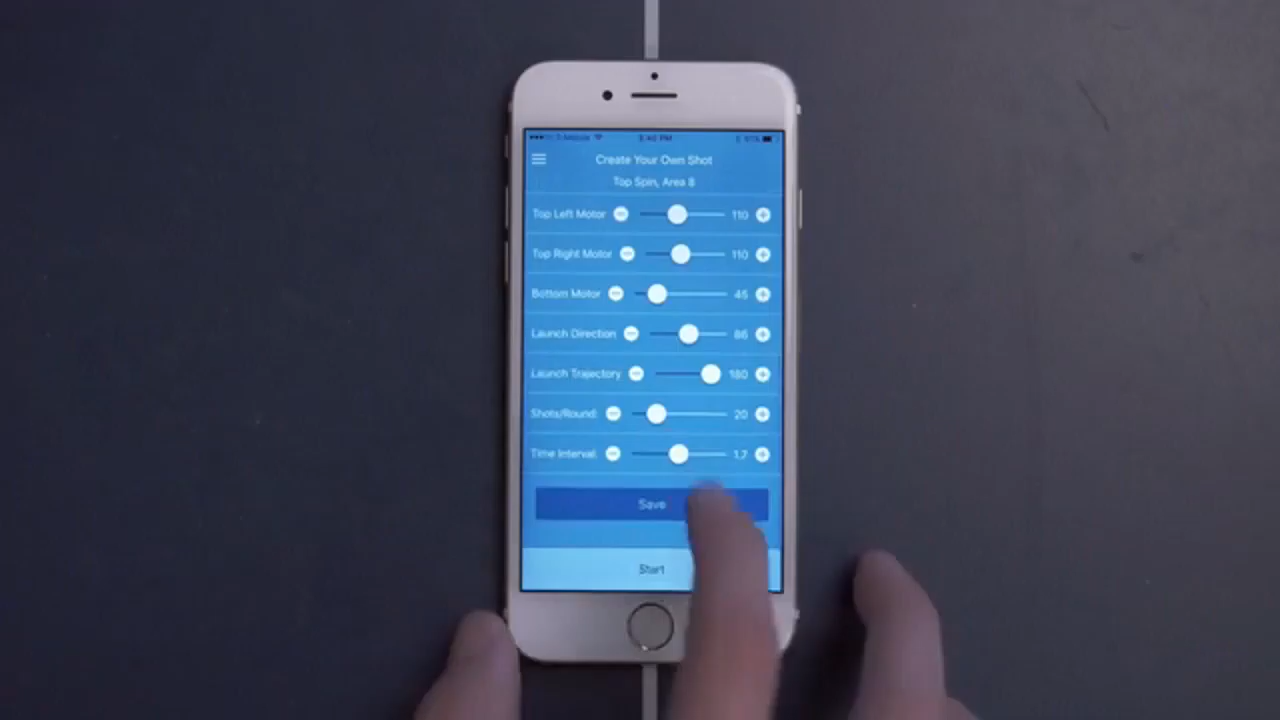 T-Mobile
Create Your Own Shot
Top Spin, Area 8
Top Left Motor 110
Top Right Motor 110
Bottom Motor 45
Launch Direction 86
Launch Trajectory 180
Shots/Round: 20
Time Interval: 1.7
Save
Start